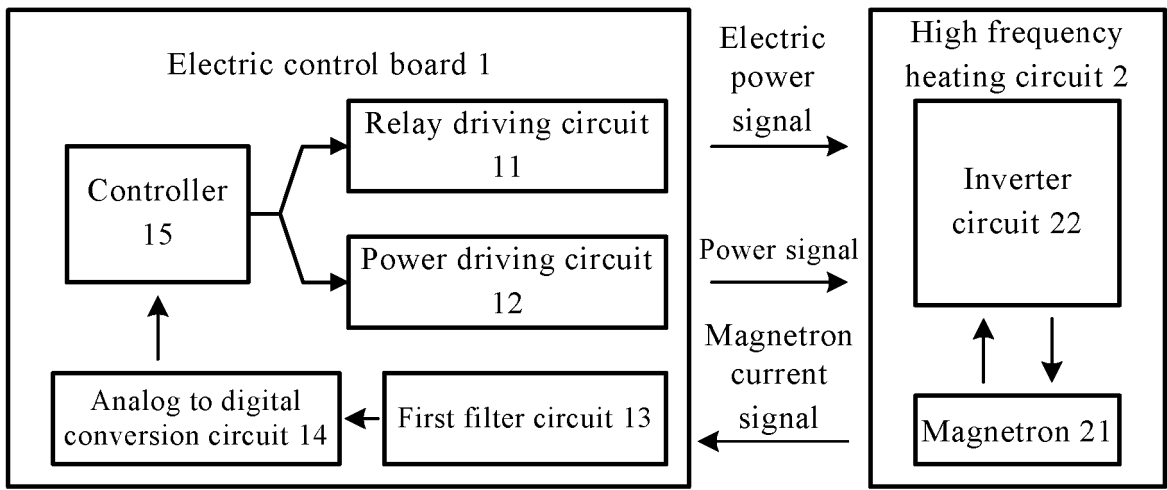 Electric control board 1
Relay driving circuit
11
Controller
15
Power driving circuit
12
Analog to digital
conversion circuit 14
First filter circuit 13
Electric
power
signal
Power signal
Magnetron
current
signal
High frequency
heating circuit 2
Inverter
circuit 22
Magnetron 21